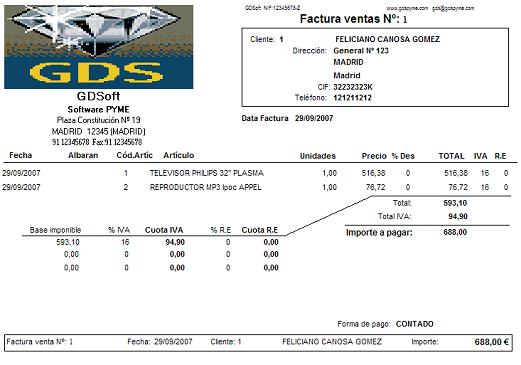 GDSoft NIF:12345678-Z www.gdspyme.com gds@gdspyme.com
Factura ventas Nº: 1
GDS
GDSoft
Software PYME
Plaza Constitución Nº 19
MADRID 12345 (MADRID)
91 12345678 Fax:91 12345678
Cliente: 1 FELICIANO CANOSA GOMEZ
Dirección: General Nº 123
MADRID
Madrid
CIF: 32232323K
Teléfono: 121211212
Data Factura 29/09/2007
Fecha Albaran Cód.Artic Artículo Unidades Precio % Des TOTAL IVA R.E
29/09/2007 1 TELEVISOR PHILIPS 32" PLASMA 1,00 516,38 0 516,38 16 0
29/09/2007 2 REPRODUCTOR MP3 Ipoc APPEL 1,00 76,72 0 76,72 16 0
Total: 593,10
Total IVA: 94,90
Importe a pagar: 688,00
Base imponible % IVA Cuota IVA % R.E Cuota R.E
593,10 16 94,90 0 0,00
0,00 0 0,00 0 0,00
0,00 0 0,00 0 0,00
Forma de pago: CONTADO
Factura venta Nº: 1 Fecha: 29/09/2007 Cliente: 1 FELICIANO CANOSA GOMEZ Importe: 688,00 €